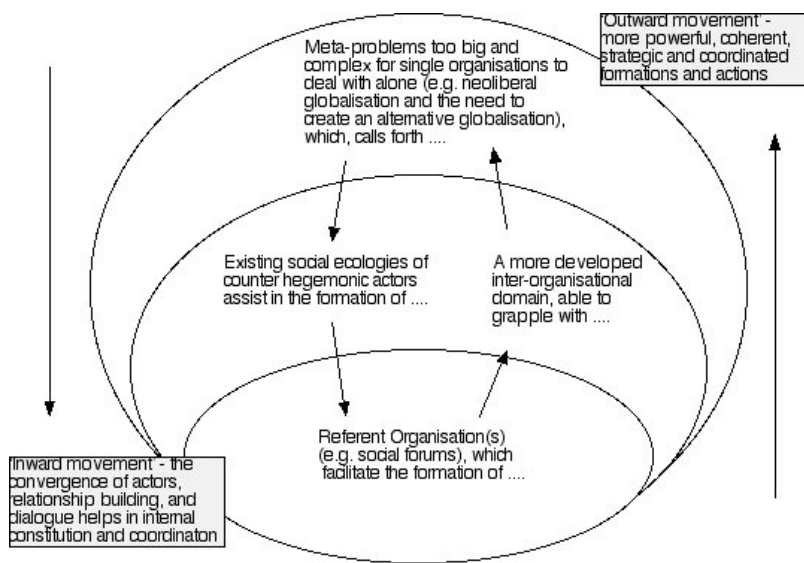 Meta-problems too big and
complex for single organisations to
deal with alone (e.g. neoliberal
globalisation and the need to
create an alternative globalisation),
which, calls forth ....
'Outward movement' -
more powerful, coherent,
strategic and coordinated
formations and actions
Existing social ecologies of
counter hegemonic actors
assist in the formation of ....
A more developed
inter-organisational
domain, able to
grapple with ....
Referent Organisation(s)
(e.g. social forums), which
facilitate the formation of ....
'Inward movement' - the
convergence of actors,
relationship building, and
dialogue helps in internal
constitution and coordinaton